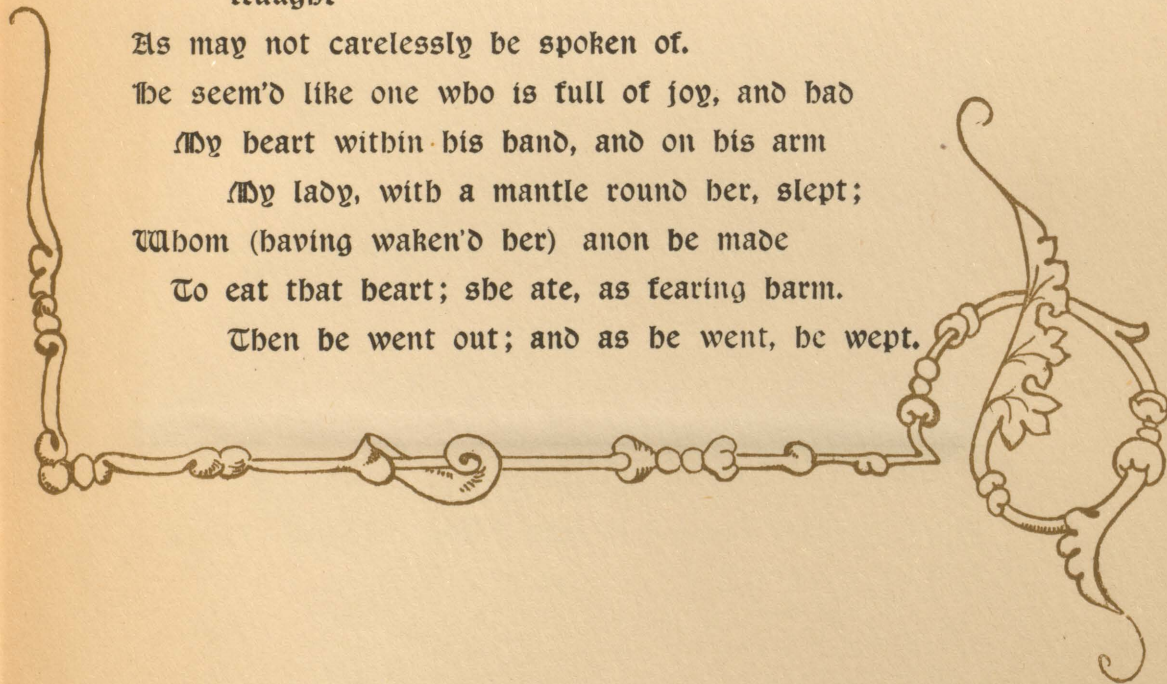 As may not carelessly be spoken of.
He seem'd like one who is full of joy, and had
My heart within his hand, and on his arm
My lady, with a mantle round her, slept;
Whom (having waken'd her) anon he made
To eat that heart; she ate, as fearing harm.
Then he went out; and as he went, he wept.